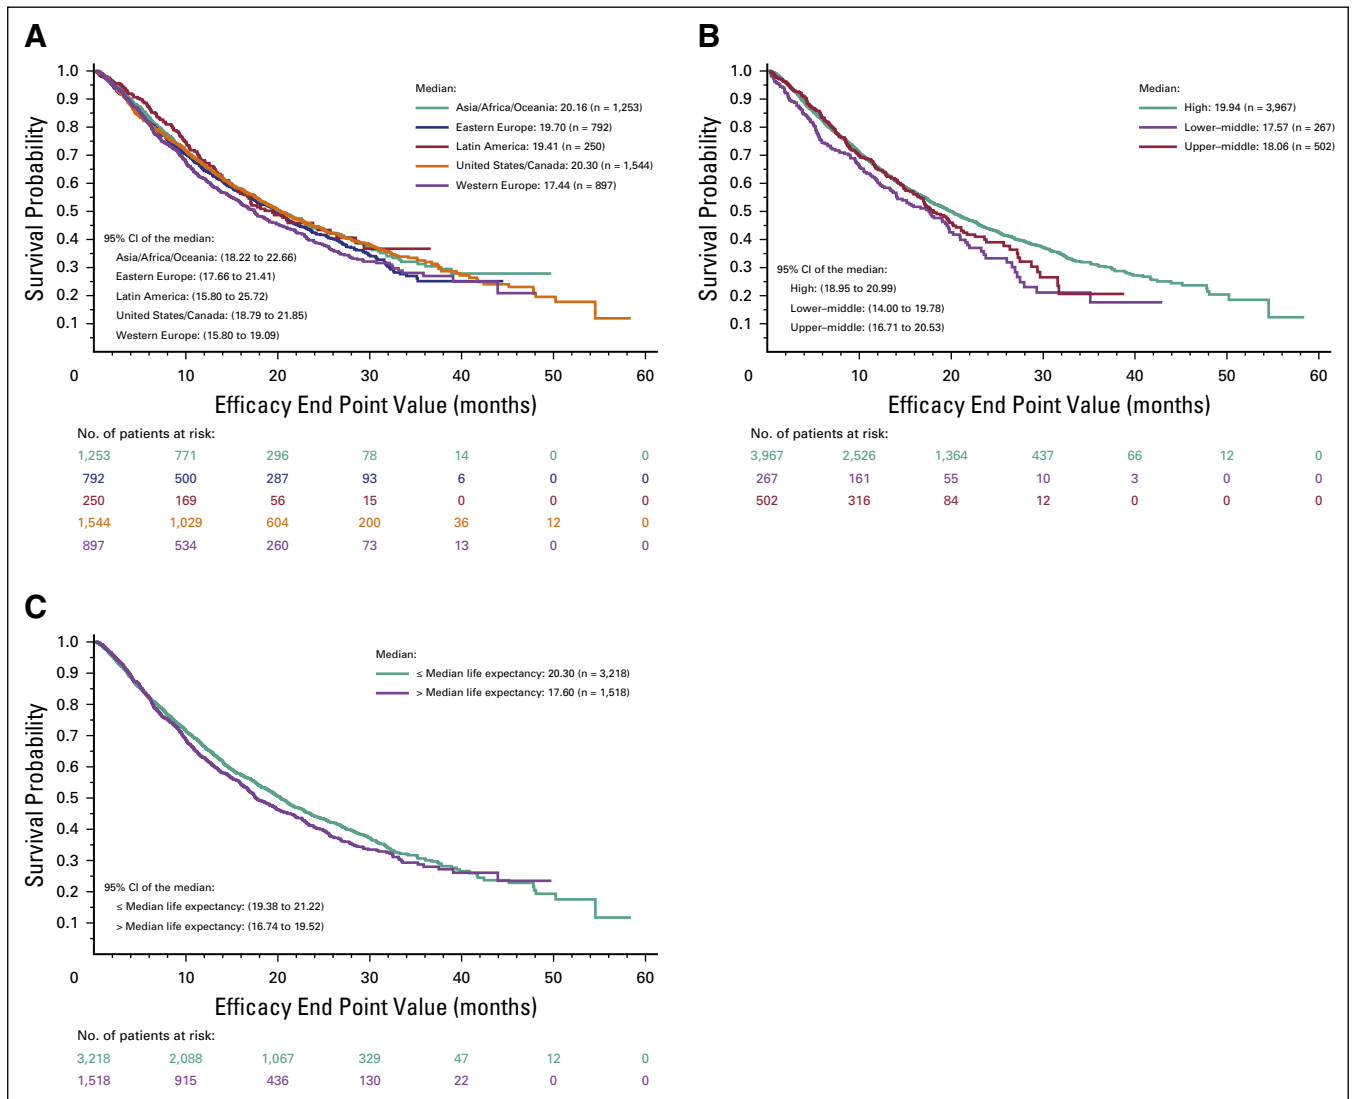 A
1.0
0.9
0.8
0.7
0.6
0.5
0.4
0.3
0.2
0.1
Survival Probability
Median:
Asia/Africa/Oceania: 20.16 (n = 1,253)
Eastern Europe: 19.70 (n = 792)
Latin America: 19.41 (n = 250)
United States/Canada: 20.30 (n = 1,544)
Western Europe: 17.44 (n = 897)
95% CI of the median:
Asia/Africa/Oceania: (18.22 to 22.66)
Eastern Europe: (17.66 to 21.41)
Latin America: (15.80 to 25.72)
United States/Canada: (18.79 to 21.85)
Western Europe: (15.80 to 19.09)
0 10 20 30 40 50 60
Efficacy End Point Value (months)
No. of patients at risk:
1,253 771 296 78 14 0 0
792 500 287 93 6 0 0
250 169 56 15 0 0 0
1,544 1,029 604 200 36 12 0
897 534 260 73 13 0 0
B
1.0
0.9
0.8
0.7
0.6
0.5
0.4
0.3
0.2
0.1
Survival Probability
Median:
High: 19.94 (n = 3,967)
Lower–middle: 17.57 (n = 267)
Upper–middle: 18.06 (n = 502)
95% CI of the median:
High: (18.95 to 20.99)
Lower–middle: (14.00 to 19.78)
Upper–middle: (16.71 to 20.53)
0 10 20 30 40 50 60
Efficacy End Point Value (months)
No. of patients at risk:
3,967 2,526 1,364 437 66 12 0
267 161 55 10 3 0 0
502 316 84 12 0 0 0
C
1.0
0.9
0.8
0.7
0.6
0.5
0.4
0.3
0.2
0.1
Survival Probability
Median:
≤ Median life expectancy: 20.30 (n = 3,218)
> Median life expectancy: 17.60 (n = 1,518)
95% CI of the median:
≤ Median life expectancy: (19.38 to 21.22)
> Median life expectancy: (16.74 to 19.52)
0 10 20 30 40 50 60
Efficacy End Point Value (months)
No. of patients at risk:
3,218 2,088 1,067 329 47 12 0
1,518 915 436 130 22 0 0